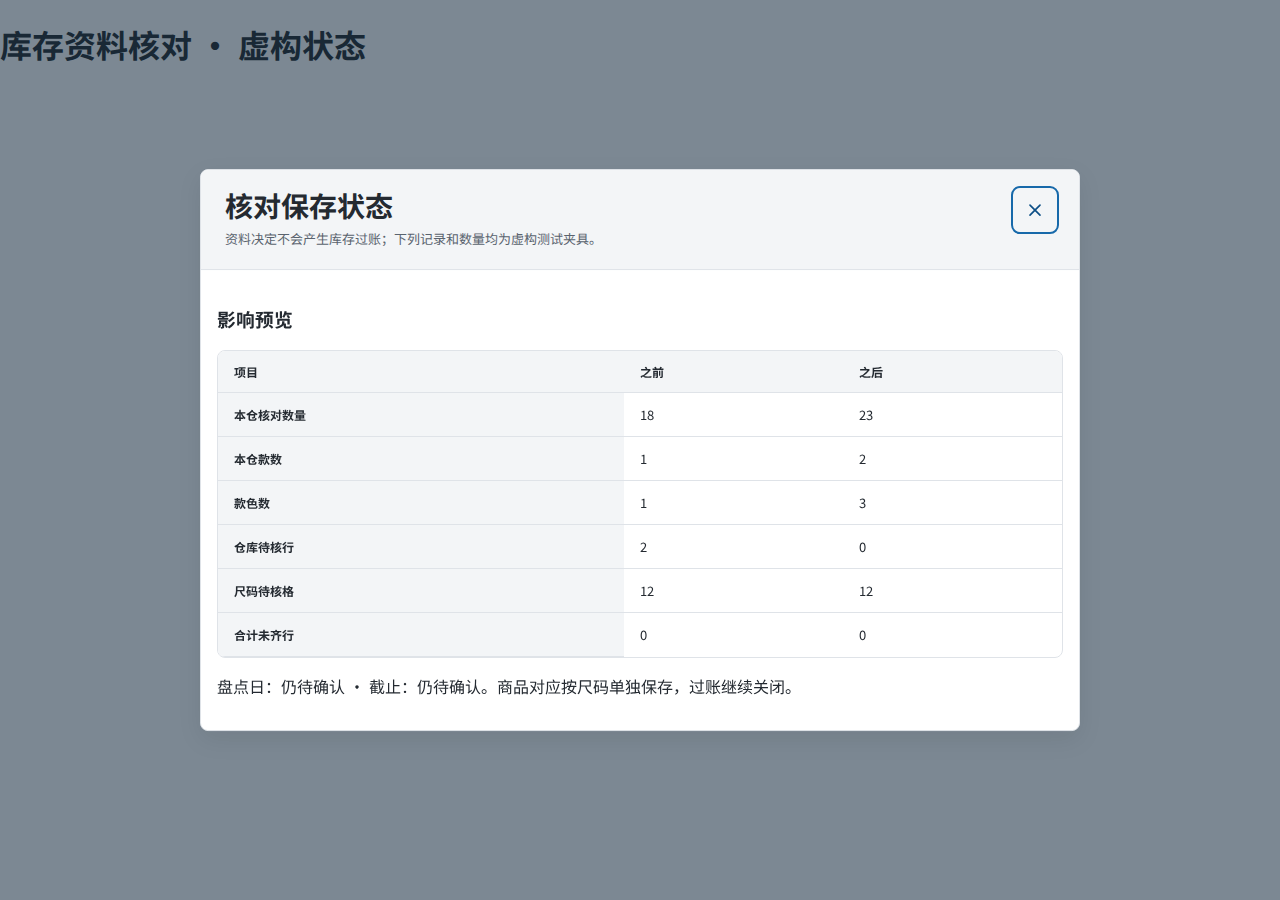 库存资料核对 · 虚构状态
核对保存状态
资料决定不会产生库存过账；下列记录和数量均为虚构测试夹具。
影响预览
项目 之前 之后
本仓核对数量 18 23
本仓款数 1 2
款色数 1 3
仓库待核行 2 0
尺码待核格 12 12
合计未齐行 0 0
盘点日：仍待确认 · 截止：仍待确认。商品对应按尺码单独保存，过账继续关闭。